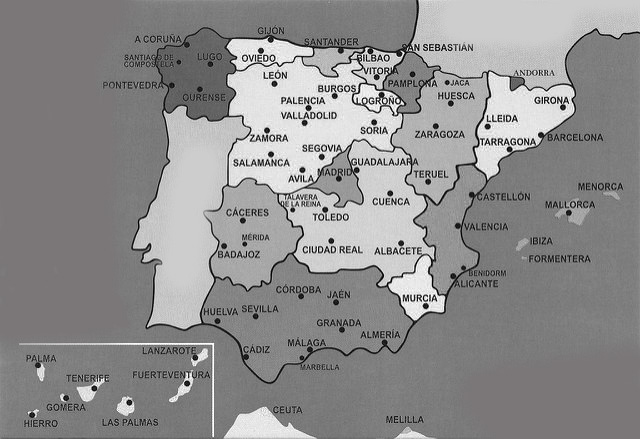 GIJÓN
A CORUÑA
SANTANDER
SAN SEBASTIÁN
SANTIAGO DE
COMPOSTELA
LUGO
OVIEDO
BILBAO
VITORIA
LEÓN
ANDORRA
PONTEVEDRA
OURENSE
BURGOS
PAMPLONA
JACA
HUESCA
PALENCIA
LOGROÑO
GIRONA
VALLADOLID
LLEIDA
ZAMORA
SORIA
ZARAGOZA
BARCELONA
TARRAGONA
SEGOVIA
SALAMANCA
GUADALAJARA
AVILA
MADRID
TERUEL
MENORCA
TALAVERA
DE LA REINA
CUENCA
CASTELLÓN
MALLORCA
CÁCERES
TOLEDO
VALENCIA
MÉRIDA
IBIZA
BADAJOZ
CIUDAD REAL
ALBACETE
FORMENTERA
BENIDORM
ALICANTE
CÓRDOBA
JAÉN
MURCIA
HUELVA
SEVILLA
GRANADA
ALMERÍA
CÁDIZ
MÁLAGA
MARBELLA
LANZAROTE
PALMA
TENERIFE
FUERTEVENTURA
GOMERA
HIERRO
LAS PALMAS
CEUTA
MELILLA